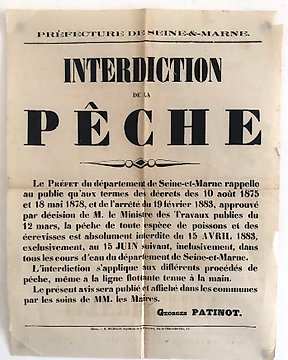 PRÉFECTURE DE SEINE-&-MARNE.
INTERDICTION
DE LA
PÊCHE
Le PRÉFET du département de Seine-et-Marne rappelle
au public qu'aux termes des décrets des 10 août 1875
et 18 mai 1878, et de l'arrêté du 19 février 1883, approuvé
par décision de M. le Ministre des Travaux publics du
12 mars, la pêche de toute espèce de poissons et des
écrevisses est absolument interdite du 15 AVRIL 1883,
exclusivement, au 15 JUIN suivant, inclusivement, dans
tous les cours d'eau du département de Seine-et-Marne.
L'interdiction s'applique aux différents procédés de
pêche, même à la ligne flottante tenue à la main.
Le présent avis sera publié et affiché dans les communes
par les soins de MM. les Maires.
GEORGES PATINOT.